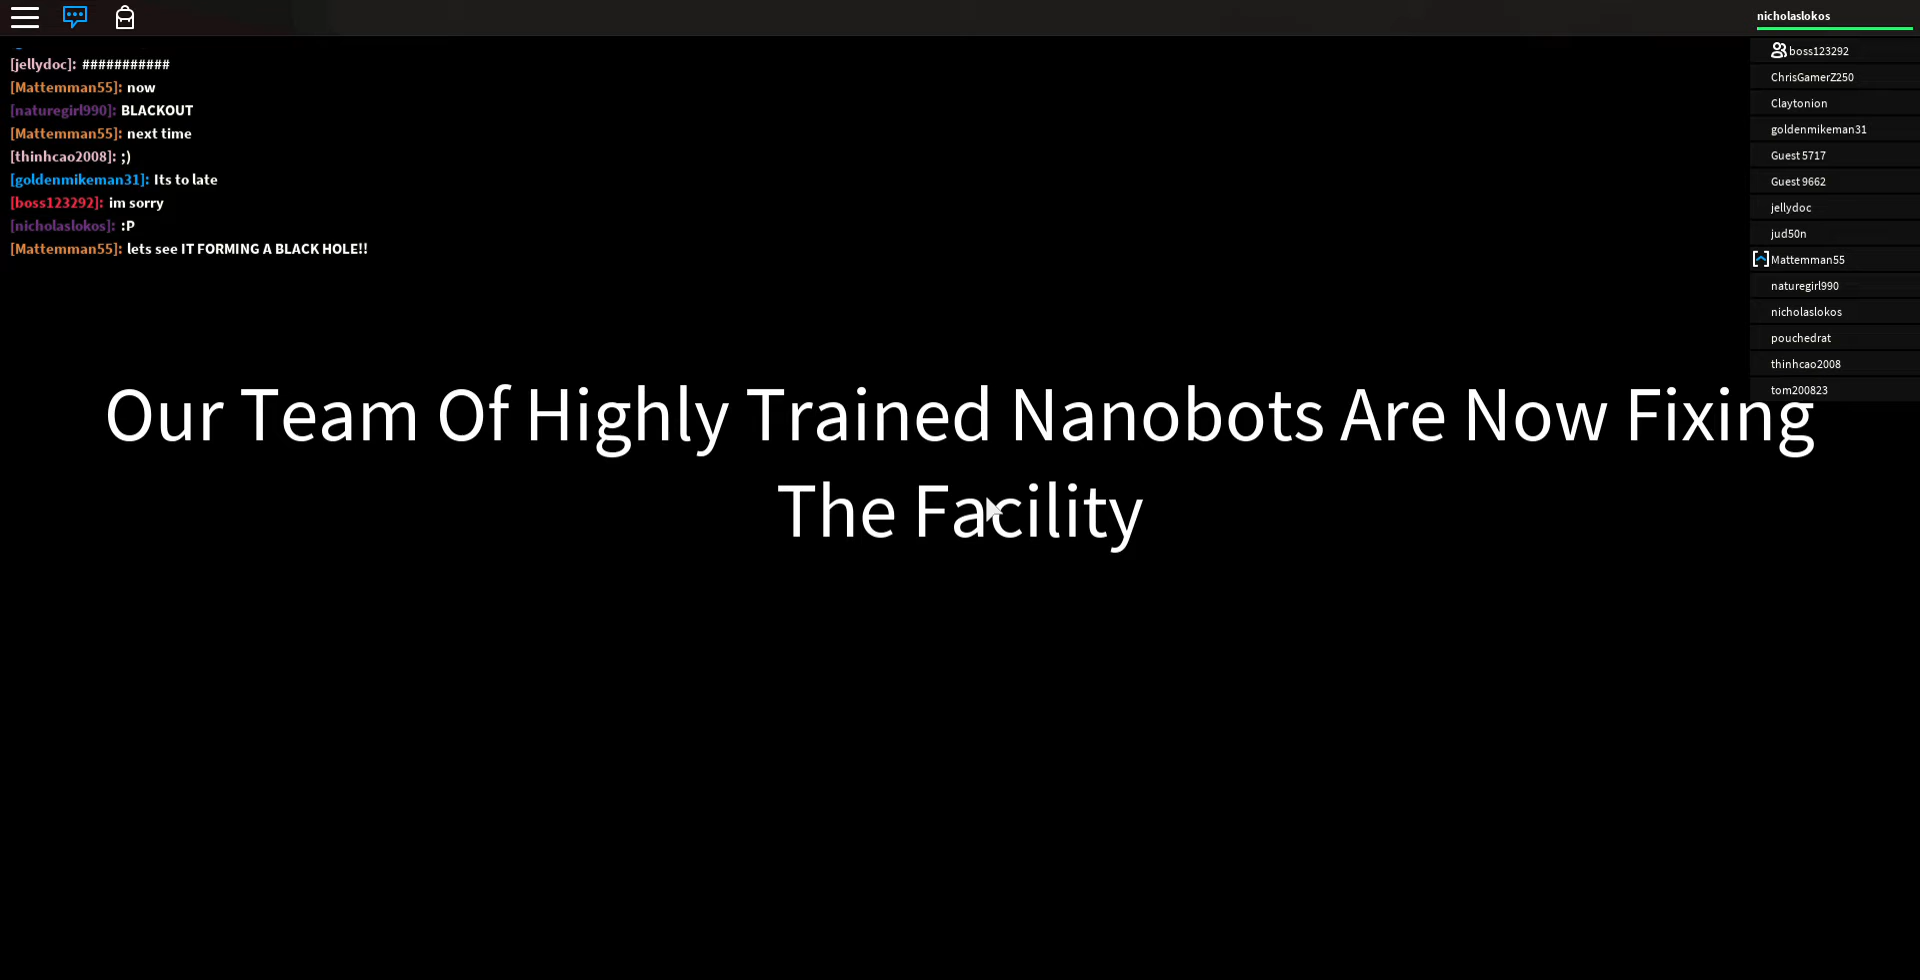 nicholaslokos
[jellydoc]: ###########
[Mattemman55]: now
[naturegirl990]: BLACKOUT
[Mattemman55]: next time
[thinhcao2008]: ;)
[goldenmikeman31]: Its to late
[boss123292]: im sorry
[nicholaslokos]: :P
[Mattemman55]: lets see IT FORMING A BLACK HOLE!!
boss123292
ChrisGamerZ250
Claytonion
goldenmikeman31
Guest 5717
Guest 9662
jellydoc
jud50n
Mattemman55
naturegirl990
nicholaslokos
pouchedrat
thinhcao2008
tom200823
Our Team Of Highly Trained Nanobots Are Now Fixing
The Facility